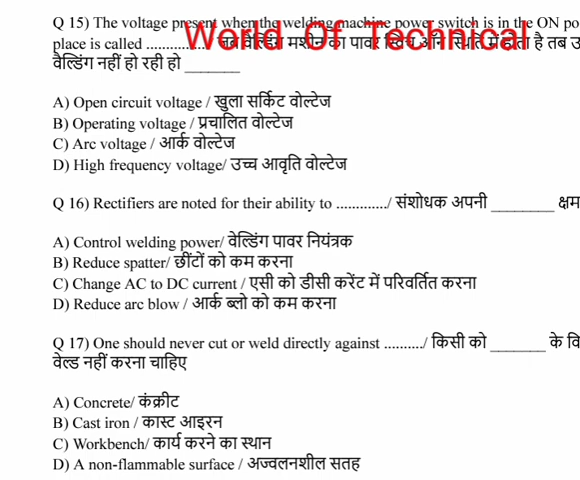 Q 15) The voltage present when the welding machine power switch is in the ON po
World Of Technical
place is called .............../ जब वेल्डिंग मशीन का पावर स्विच ऑन स्थिति में होता है तब उ
वेल्डिंग नहीं हो रही हो ________
A) Open circuit voltage / खुला सर्किट वोल्टेज
B) Operating voltage / प्रचालित वोल्टेज
C) Arc voltage / आर्क वोल्टेज
D) High frequency voltage/ उच्च आवृति वोल्टेज
Q 16) Rectifiers are noted for their ability to ............./ संशोधक अपनी _________ क्षम
A) Control welding power/ वेल्डिंग पावर नियंत्रक
B) Reduce spatter/ छींटों को कम करना
C) Change AC to DC current / एसी को डीसी करेंट में परिवर्तित करना
D) Reduce arc blow / आर्क ब्लो को कम करना
Q 17) One should never cut or weld directly against ........../ किसी को ________ के वि
वेल्ड नहीं करना चाहिए
A) Concrete/ कंक्रीट
B) Cast iron / कास्ट आइरन
C) Workbench/ कार्य करने का स्थान
D) A non-flammable surface / अज्वलनशील सतह